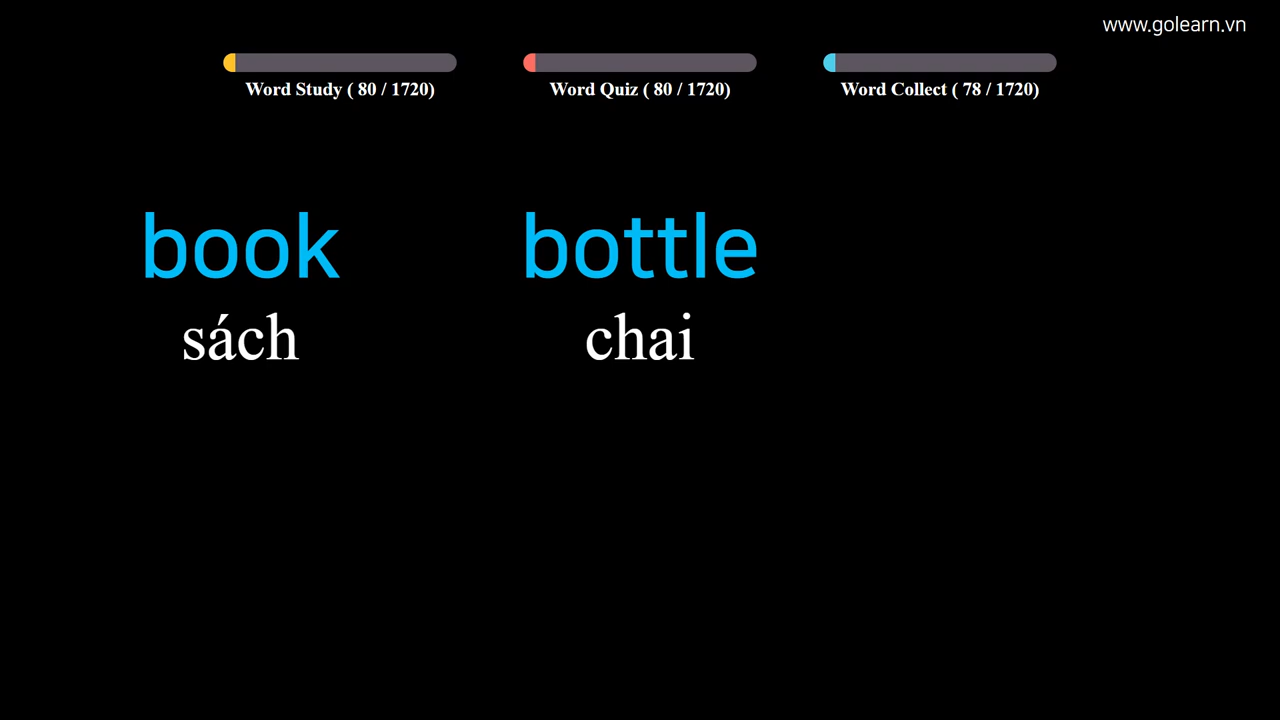 www.golearn.vn
Word Study ( 80 / 1720)
Word Quiz ( 80 / 1720)
Word Collect ( 78 / 1720)
book
sách
bottle
chai